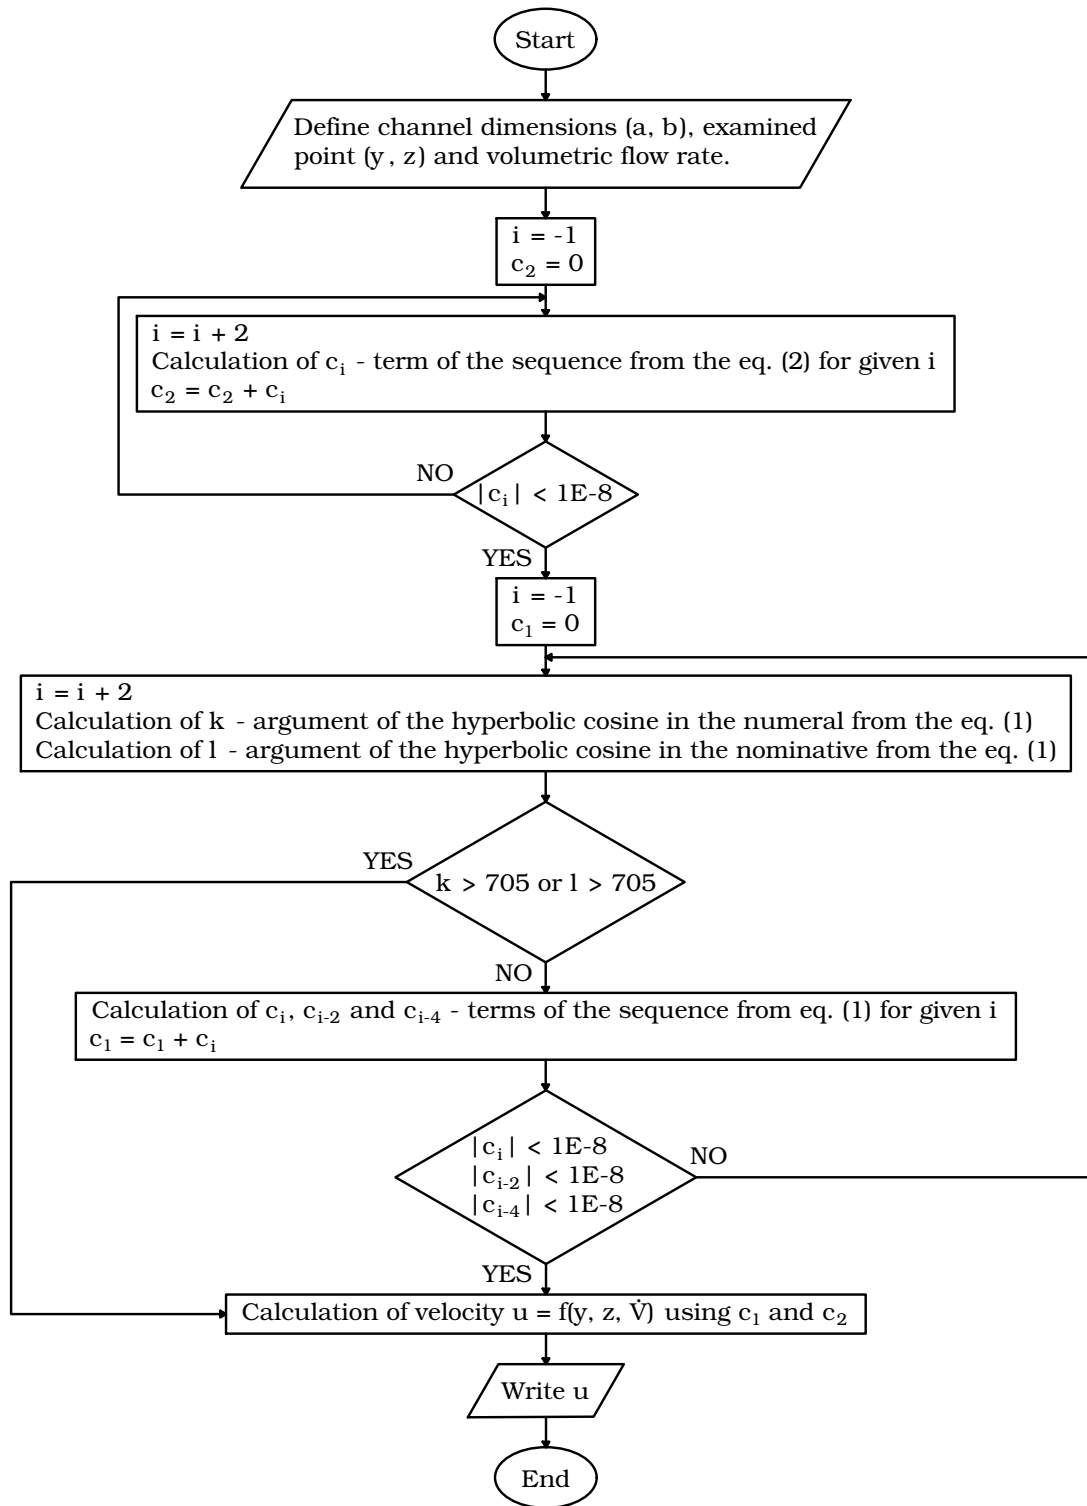 Start
Define channel dimensions (a, b), examined
point (y, z) and volumetric flow rate.
i = -1
c₂ = 0
i = i + 2
Calculation of cᵢ - term of the sequence from the eq. (2) for given i
c₂ = c₂ + cᵢ
NO
|cᵢ| < 1E-8
YES
i = -1
c₁ = 0
i = i + 2
Calculation of k - argument of the hyperbolic cosine in the numeral from the eq. (1)
Calculation of l - argument of the hyperbolic cosine in the nominative from the eq. (1)
YES
k > 705 or l > 705
NO
Calculation of cᵢ, cᵢ₋₂ and cᵢ₋₄ - terms of the sequence from eq. (1) for given i
c₁ = c₁ + cᵢ
|cᵢ| < 1E-8
NO
|cᵢ₋₂| < 1E-8
|cᵢ₋₄| < 1E-8
YES
Calculation of velocity u = f(y, z, V̇) using c₁ and c₂
Write u
End